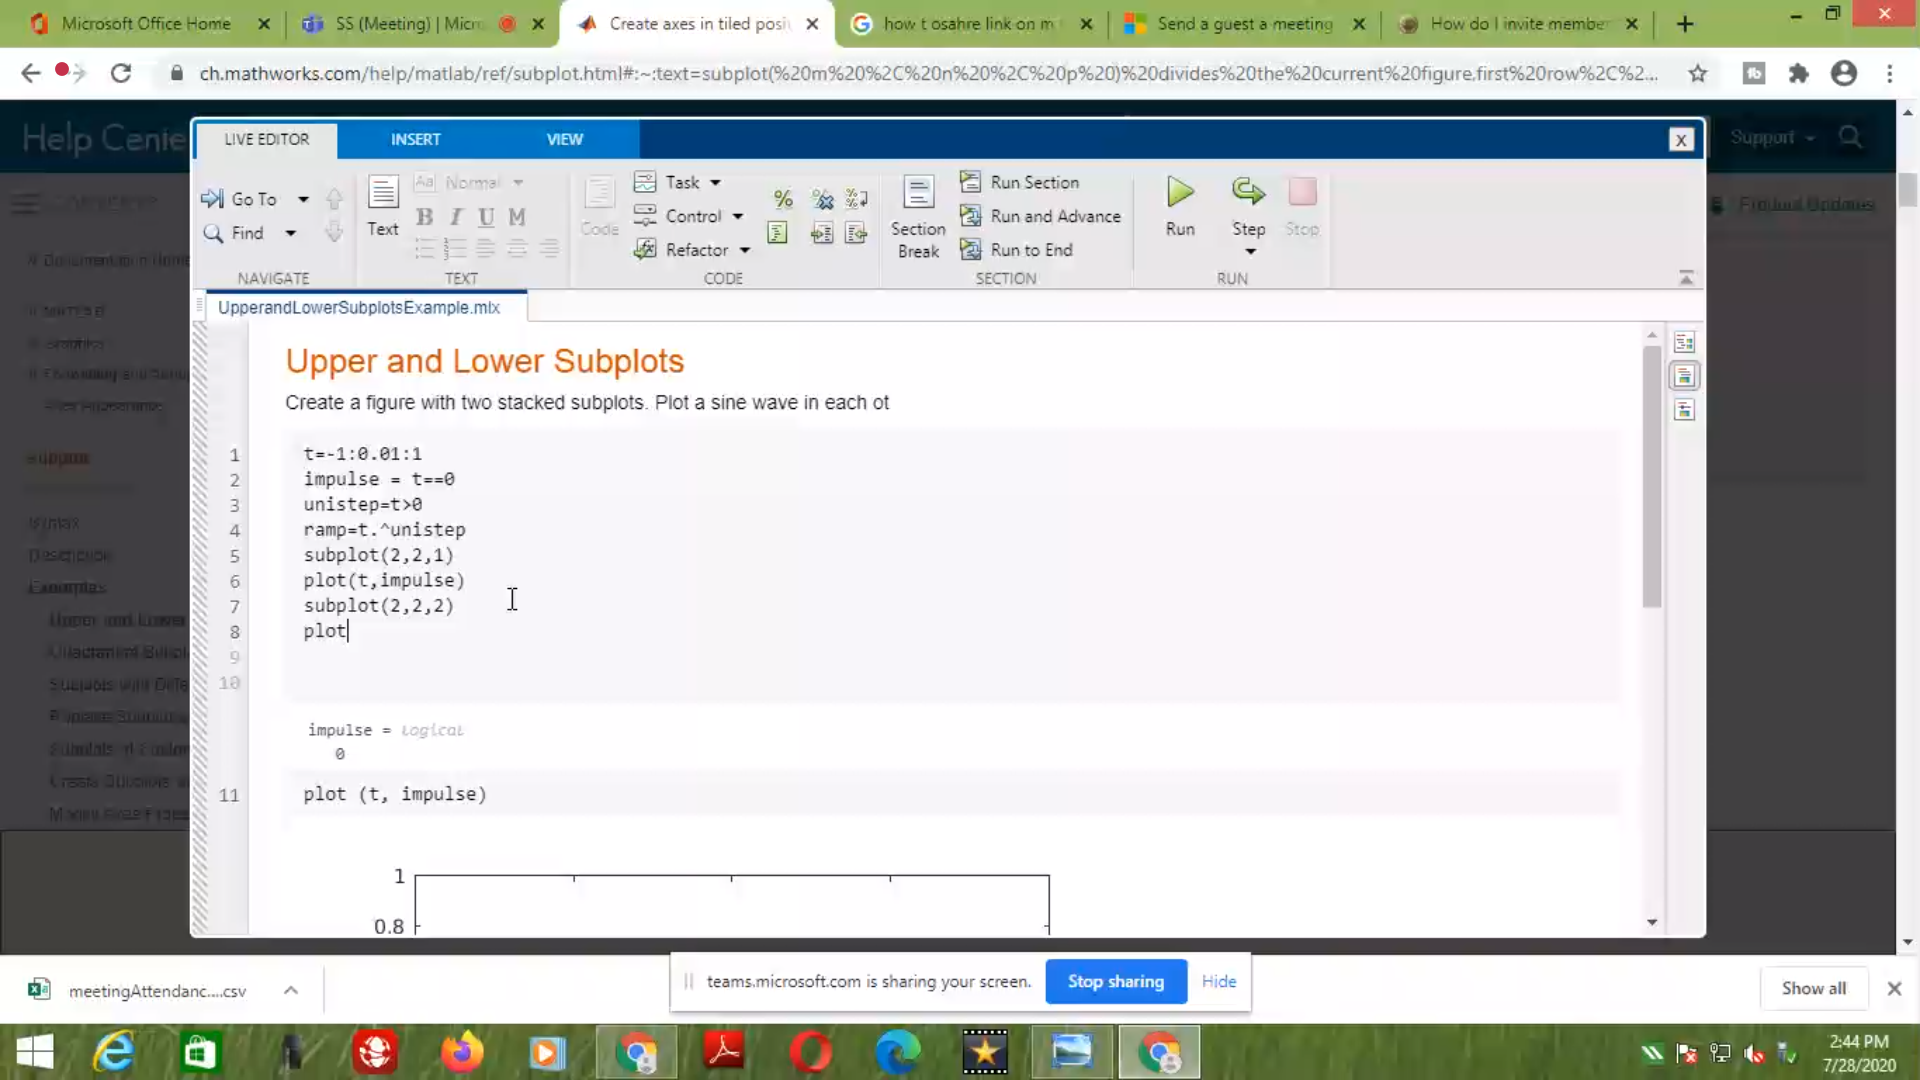 Microsoft Office Home
SS (Meeting) | Micro
Create axes in tiled posi
how t osahre link on m
Send a guest a meeting
How do I invite member
ch.mathworks.com/help/matlab/ref/subplot.html#:~:text=subplot(%20m%20%2C%20n%20%2C%20p%20)%20divides%20the%20current%20figure,first%20row%2C%2...
Help Cente
Support
LIVE EDITOR
INSERT
VIEW
X
Go To
Find
NAVIGATE
Text
Aa Normal
B I U M
TEXT
Code
Task
Control
Refactor
CODE
Section Break
Run Section
Run and Advance
Run to End
SECTION
Run
Step
Stop
RUN
UpperandLowerSubplotsExample.mlx
Upper and Lower Subplots
Create a figure with two stacked subplots. Plot a sine wave in each ot
1 t=-1:0.01:1
2 impulse = t==0
3 unistep=t>0
4 ramp=t.^unistep
5 subplot(2,2,1)
6 plot(t,impulse)
7 subplot(2,2,2)
8 plot
9
10
impulse = logical
0
11 plot (t, impulse)
1
0.8
Description
Examples
teams.microsoft.com is sharing your screen.
Stop sharing
Hide
meetingAttendanc....csv
Show all
2:44 PM
7/28/2020